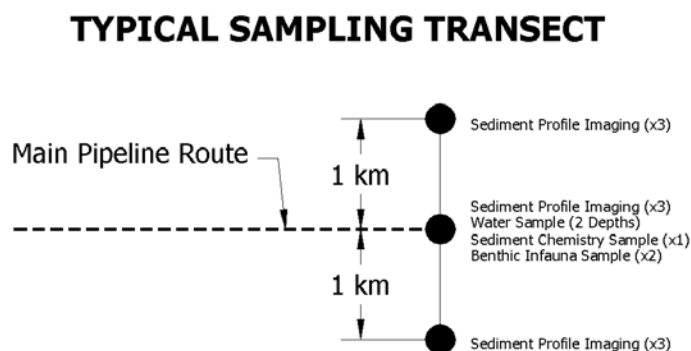 TYPICAL SAMPLING TRANSECT
Sediment Profile Imaging (x3)
Main Pipeline Route
1 km
Sediment Profile Imaging (x3)
Water Sample (2 Depths)
Sediment Chemistry Sample (x1)
Benthic Infauna Sample (x2)
1 km
Sediment Profile Imaging (x3)